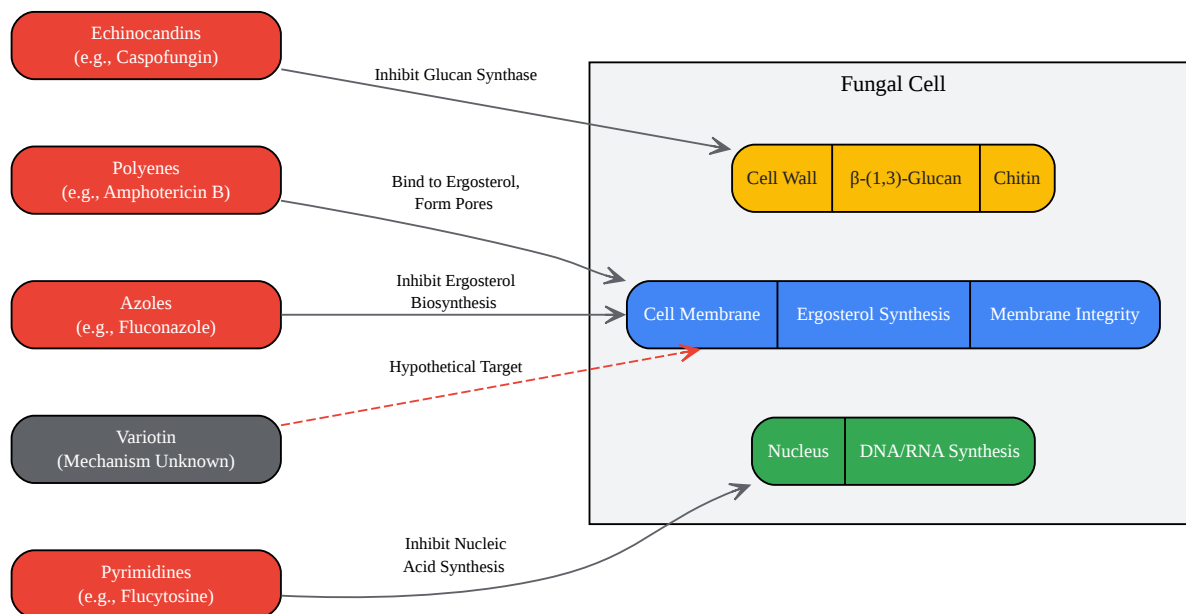 Echinocandins
(e.g., Caspofungin)
Inhibit Glucan Synthase
Fungal Cell
Cell Wall
β-(1,3)-Glucan
Chitin
Polyenes
(e.g., Amphotericin B)
Bind to Ergosterol,
Form Pores
Azoles
(e.g., Fluconazole)
Inhibit Ergosterol
Biosynthesis
Cell Membrane
Ergosterol Synthesis
Membrane Integrity
Hypothetical Target
Variotin
(Mechanism Unknown)
Nucleus
DNA/RNA Synthesis
Pyrimidines
(e.g., Flucytosine)
Inhibit Nucleic
Acid Synthesis